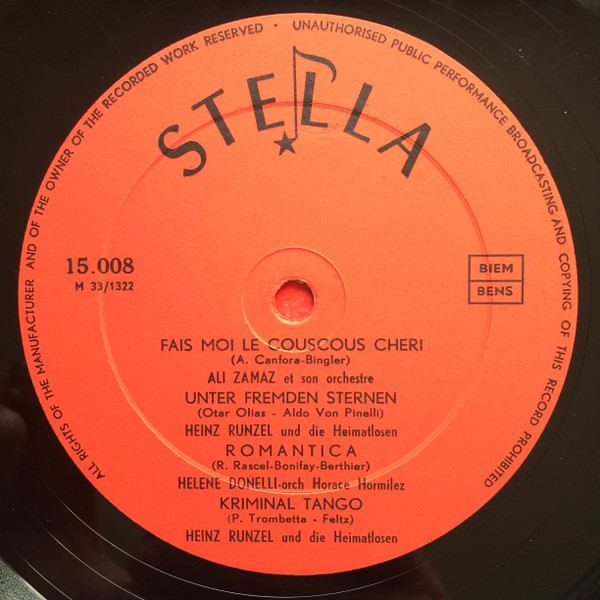 ALL RIGHTS OF THE MANUFACTURER AND OF THE OWNER OF THE RECORDED WORK RESERVED • UNAUTHORISED PUBLIC PERFORMANCE BROADCASTING AND COPYING OF THIS RECORD PROHIBITED
STELLA
15.008
M 33/1322
BIEM
BENS
FAIS MOI LE COUSCOUS CHERI
(A. Canfora-Bingler)
ALI ZAMAZ et son orchestre
UNTER FREMDEN STERNEN
(Otar Olias - Aldo Von Pinelli)
HEINZ RUNZEL und die Heimatlosen
ROMANTICA
(R. Rascel-Bonifay-Berthier)
HELENE DONELLI-orch Horace Hormilez
KRIMINAL TANGO
(P. Trombetta - Feltz)
HEINZ RUNZEL und die Heimatlosen